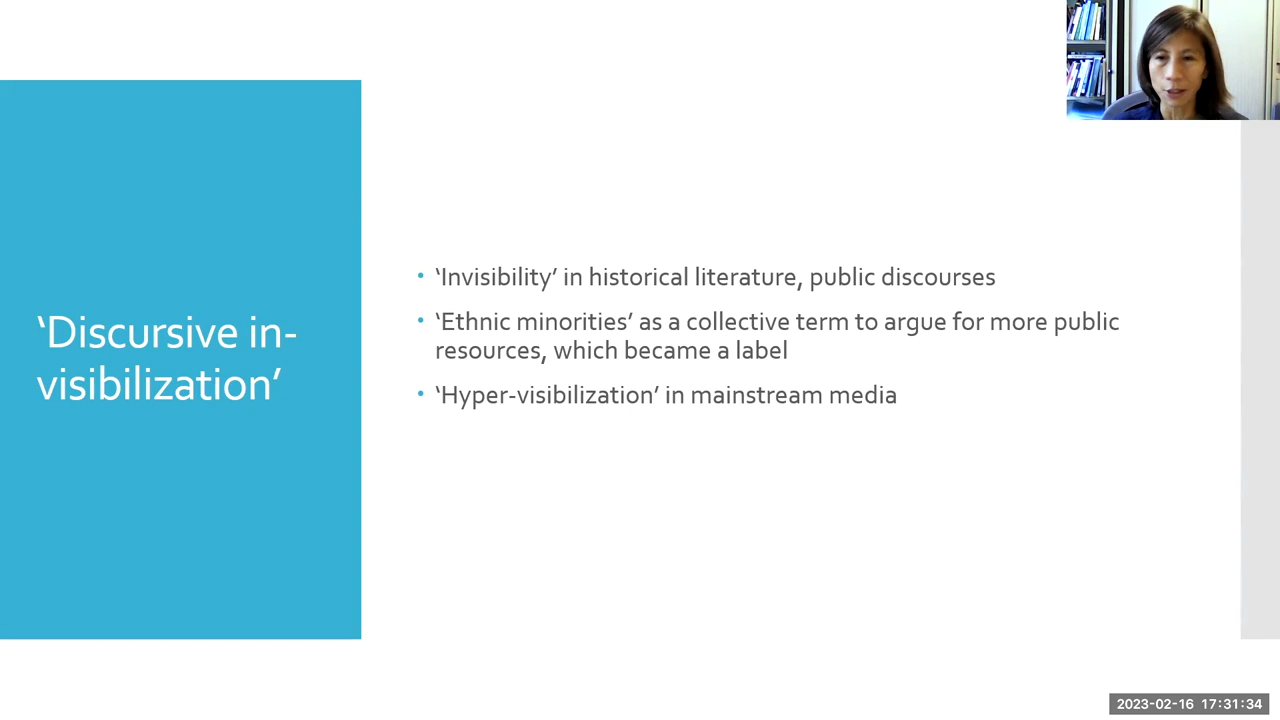 ‘Discursive in-
visibilization’
• ‘Invisibility’ in historical literature, public discourses
• ‘Ethnic minorities’ as a collective term to argue for more public
resources, which became a label
• ‘Hyper-visibilization’ in mainstream media
2023-02-16 17:31:34